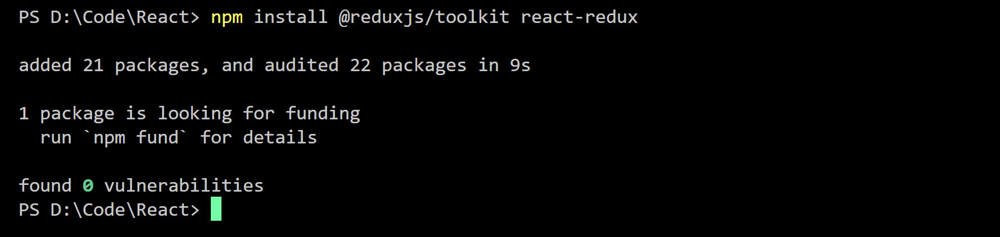 PS D:\Code\React> npm install @reduxjs/toolkit react-redux
added 21 packages, and audited 22 packages in 9s
1 package is looking for funding
  run `npm fund` for details
found 0 vulnerabilities
PS D:\Code\React>